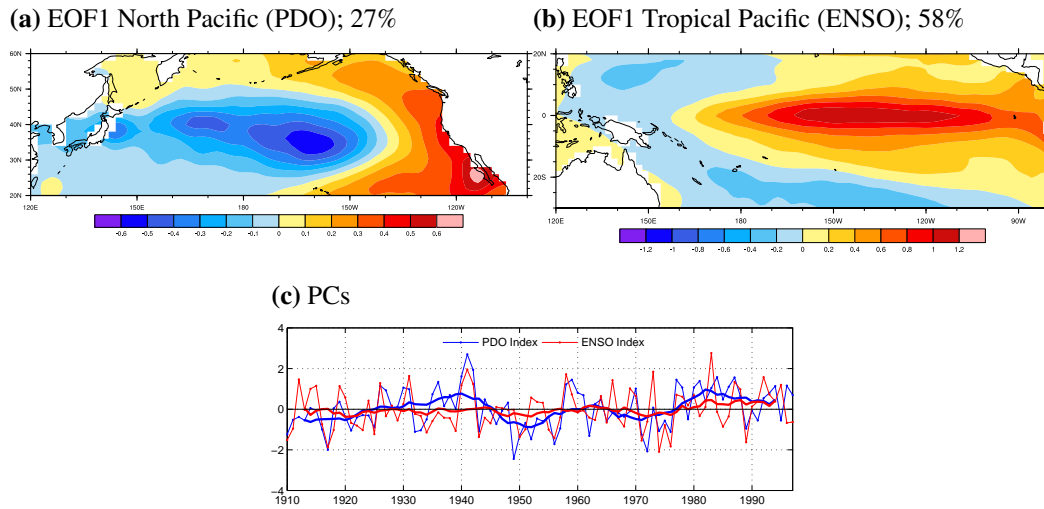 (a) EOF1 North Pacific (PDO); 27%
(b) EOF1 Tropical Pacific (ENSO); 58%
60N
50N
40N
30N
20N
120E 150E 180 150W 120W
-0.6 -0.5 -0.4 -0.3 -0.2 -0.1 0 0.1 0.2 0.3 0.4 0.5 0.6
20N
0
20S
120E 150E 180 150W 120W 90W
-1.2 -1 -0.8 -0.6 -0.4 -0.2 0 0.2 0.4 0.6 0.8 1 1.2
(c) PCs
PDO Index ENSO Index
4
2
0
-2
-4
1910 1920 1930 1940 1950 1960 1970 1980 1990